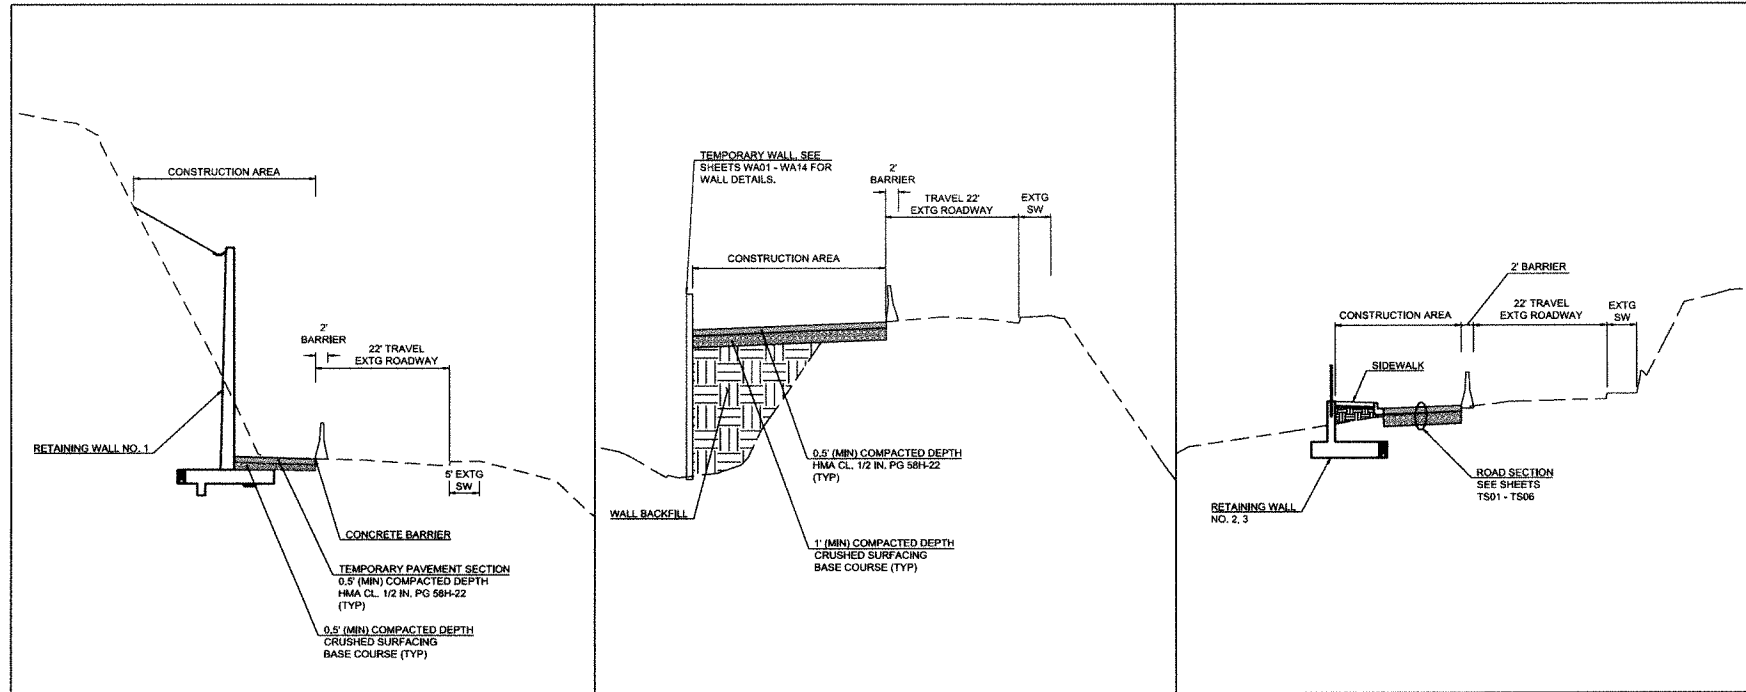 CONSTRUCTION AREA
2'
BARRIER
22' TRAVEL
EXTG ROADWAY
RETAINING WALL NO. 1
5' EXTG
SW
CONCRETE BARRIER
TEMPORARY PAVEMENT SECTION
0.5' (MIN) COMPACTED DEPTH
HMA CL. 1/2 IN. PG 58H-22
(TYP)
0.5' (MIN) COMPACTED DEPTH
CRUSHED SURFACING
BASE COURSE (TYP)
TEMPORARY WALL, SEE
SHEETS WA01 - WA14 FOR
WALL DETAILS.
2'
BARRIER
TRAVEL 22'
EXTG ROADWAY
EXTG
SW
CONSTRUCTION AREA
0.5' (MIN) COMPACTED DEPTH
HMA CL. 1/2 IN. PG 58H-22
(TYP)
WALL BACKFILL
1' (MIN) COMPACTED DEPTH
CRUSHED SURFACING
BASE COURSE (TYP)
2' BARRIER
CONSTRUCTION AREA
22' TRAVEL
EXTG ROADWAY
EXTG
SW
SIDEWALK
ROAD SECTION
SEE SHEETS
TS01 - TS06
RETAINING WALL
NO. 2, 3